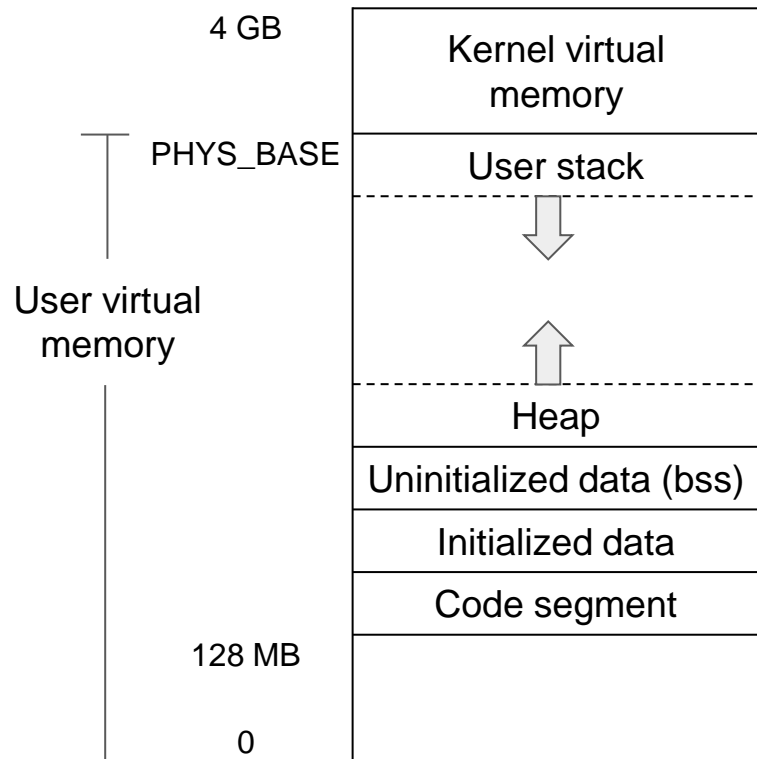 4 GB
Kernel virtual
memory
PHYS_BASE
User stack
User virtual
memory
Heap
Uninitialized data (bss)
Initialized data
Code segment
128 MB
0